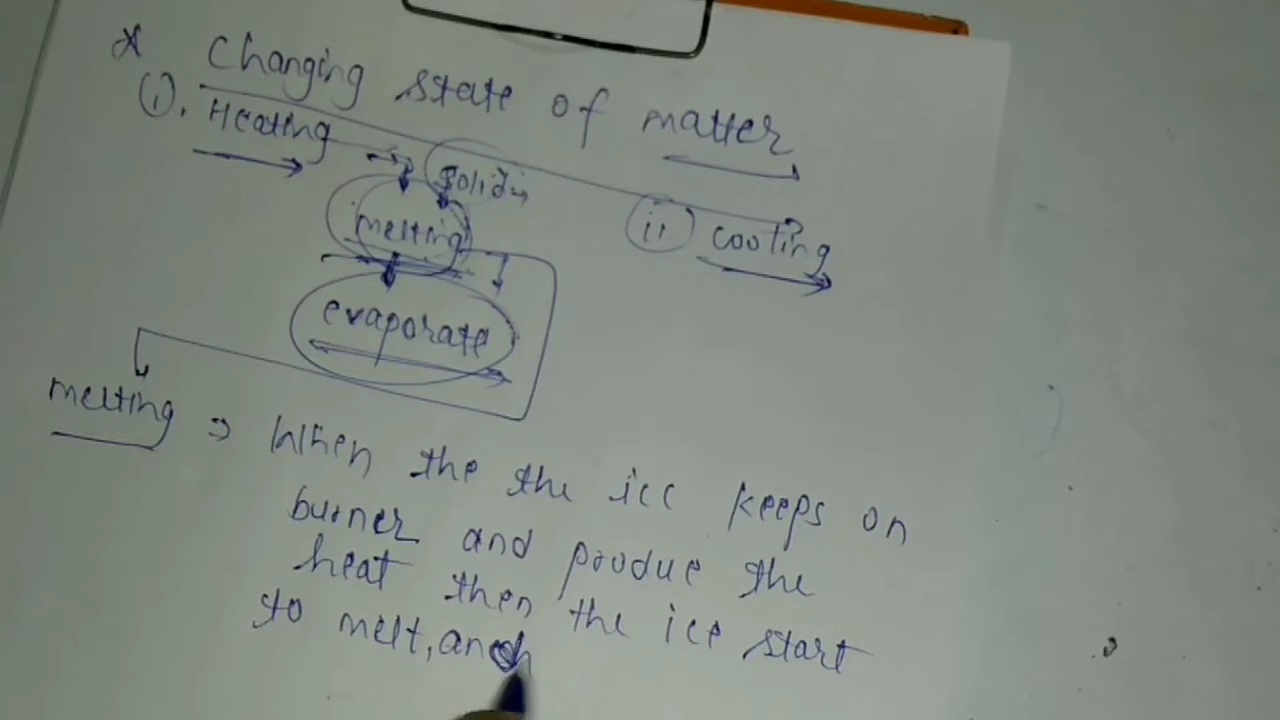 * Changing state of matter
(i). Heating
solid
melting
(ii) cooling
evaporate
melting => When the the ice keeps on
burner and produe the
heat then the ice start
to melt, and